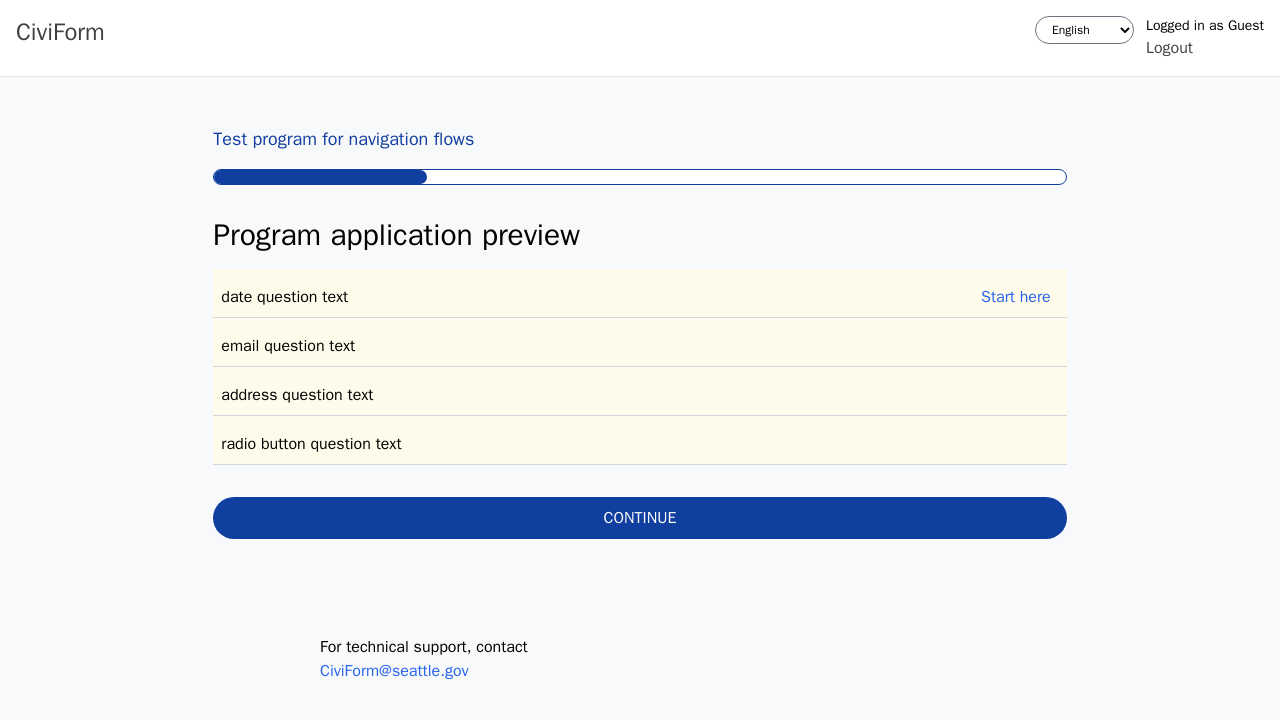 CiviForm
English
Logged in as Guest
Logout
Test program for navigation flows
Program application preview
date question text
Start here
email question text
address question text
radio button question text
CONTINUE
For technical support, contact
CiviForm@seattle.gov